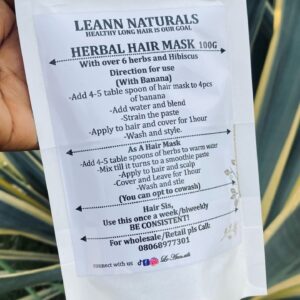 LEANN NATURALS
HEALTHY LONG HAIR IS OUR GOAL
HERBAL HAIR MASK 100G
With over 6 herbs and Hibiscus
Direction for use
(With Banana)
-Add 4-5 table spoon of hair mask to 4pcs
of banana
-Add water and blend
-Strain the paste
-Apply to hair and cover for 1hour
-Wash and style.
As A Hair Mask
-Add 4-5 table spoons of herbs to warm water
-Mix till it turns to a smoothie paste
-Apply to hair and scalp
-Cover and Leave for 1hour
-Wash and stle
(You can opt to cowash)
Hair Sis,
Use this once a week/biweekly
BE CONSISTENT!
For wholesale/Retail pls Call:
08068977301
connect with us